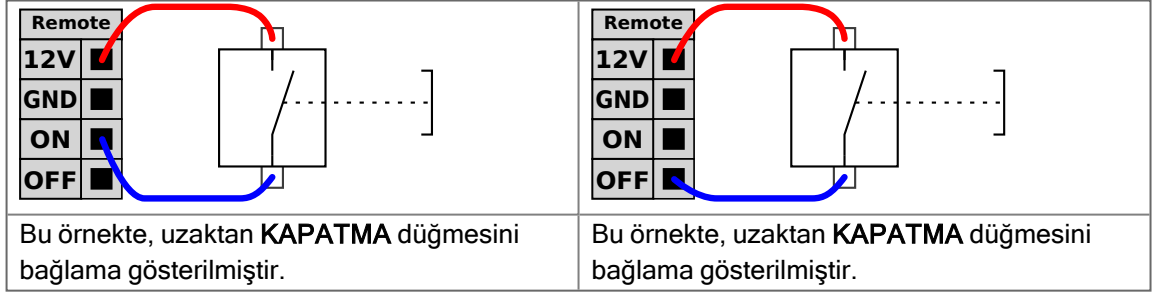 Remote
12V
GND
ON
OFF
Bu örnekte, uzaktan KAPATMA düğmesini
bağlama gösterilmiştir.
Remote
12V
GND
ON
OFF
Bu örnekte, uzaktan KAPATMA düğmesini
bağlama gösterilmiştir.